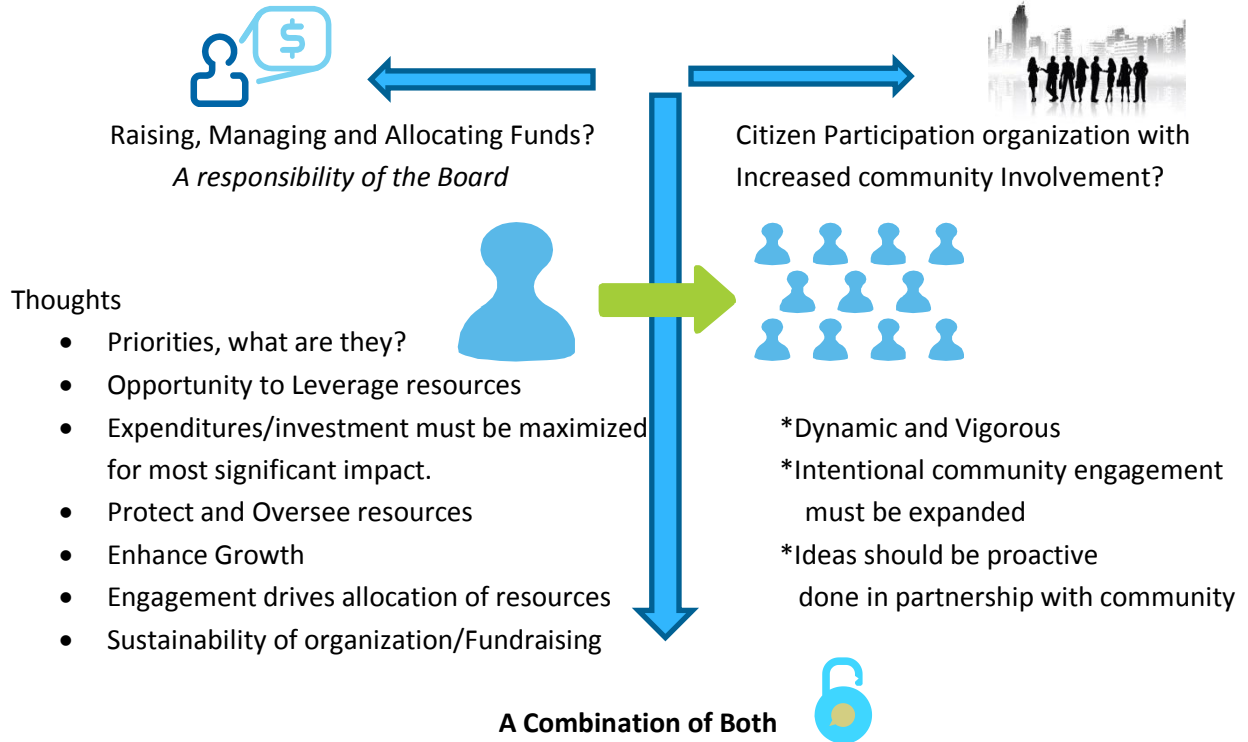 $
Raising, Managing and Allocating Funds?
A responsibility of the Board
Citizen Participation organization with
Increased community Involvement?
Thoughts
• Priorities, what are they?
• Opportunity to Leverage resources
• Expenditures/investment must be maximized
for most significant impact.
• Protect and Oversee resources
• Enhance Growth
• Engagement drives allocation of resources
• Sustainability of organization/Fundraising
*Dynamic and Vigorous
*Intentional community engagement
must be expanded
*Ideas should be proactive
done in partnership with community
A Combination of Both